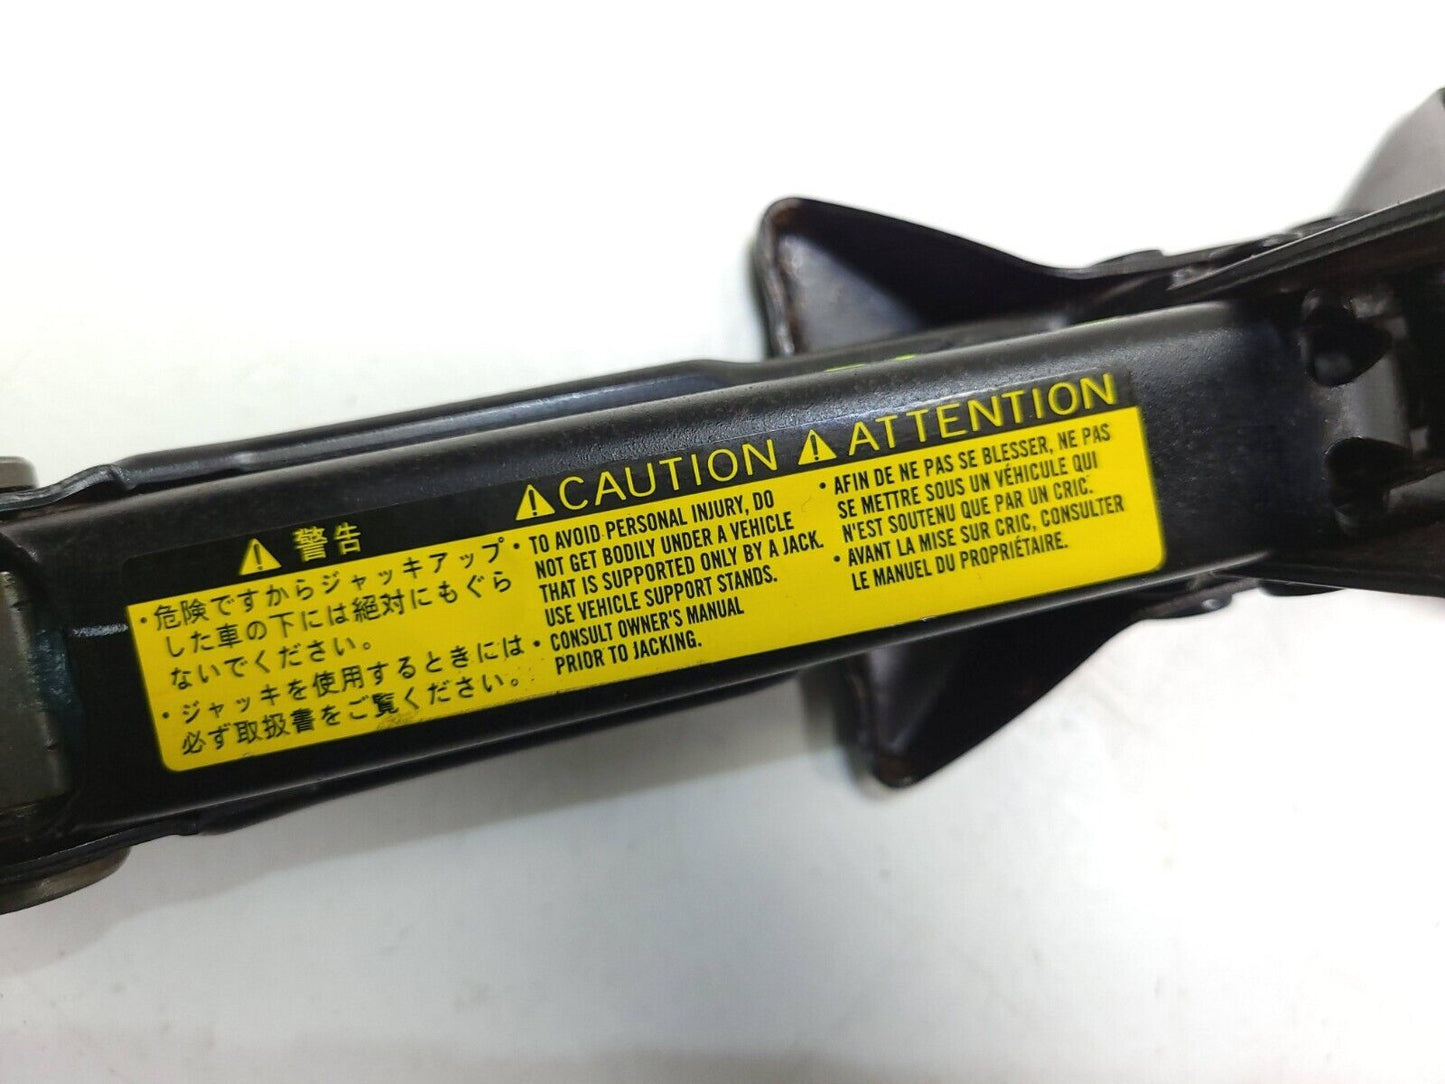 ⚠ 警告
・危険ですからジャッキアップ
した車の下には絶対にもぐら
ないでください。
・ジャッキを使用するときには
必ず取扱書をご覧ください。
⚠ CAUTION
• TO AVOID PERSONAL INJURY, DO
NOT GET BODILY UNDER A VEHICLE
THAT IS SUPPORTED ONLY BY A JACK.
USE VEHICLE SUPPORT STANDS.
• CONSULT OWNER'S MANUAL
PRIOR TO JACKING.
⚠ ATTENTION
• AFIN DE NE PAS SE BLESSER, NE PAS
SE METTRE SOUS UN VÉHICULE QUI
N'EST SOUTENU QUE PAR UN CRIC.
• AVANT LA MISE SUR CRIC, CONSULTER
LE MANUEL DU PROPRIÉTAIRE.